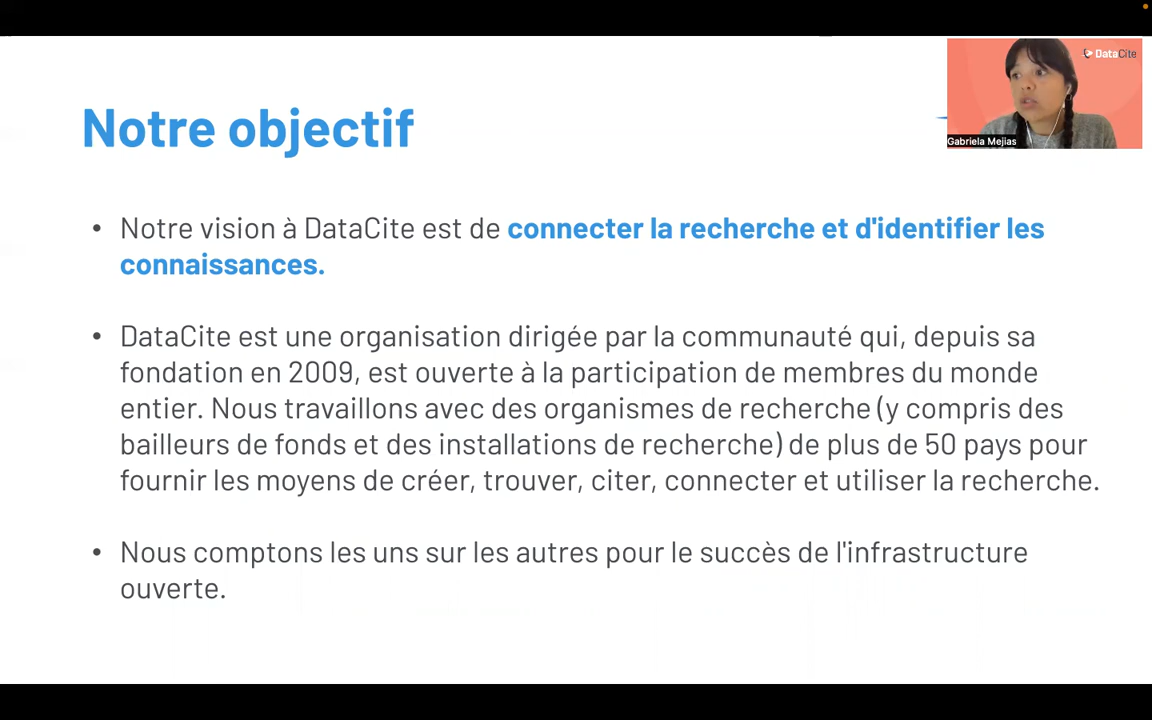 DataCite
Gabriela Mejias
Notre objectif
• Notre vision à DataCite est de connecter la recherche et d'identifier les
connaissances.
• DataCite est une organisation dirigée par la communauté qui, depuis sa
fondation en 2009, est ouverte à la participation de membres du monde
entier. Nous travaillons avec des organismes de recherche (y compris des
bailleurs de fonds et des installations de recherche) de plus de 50 pays pour
fournir les moyens de créer, trouver, citer, connecter et utiliser la recherche.
• Nous comptons les uns sur les autres pour le succès de l'infrastructure
ouverte.